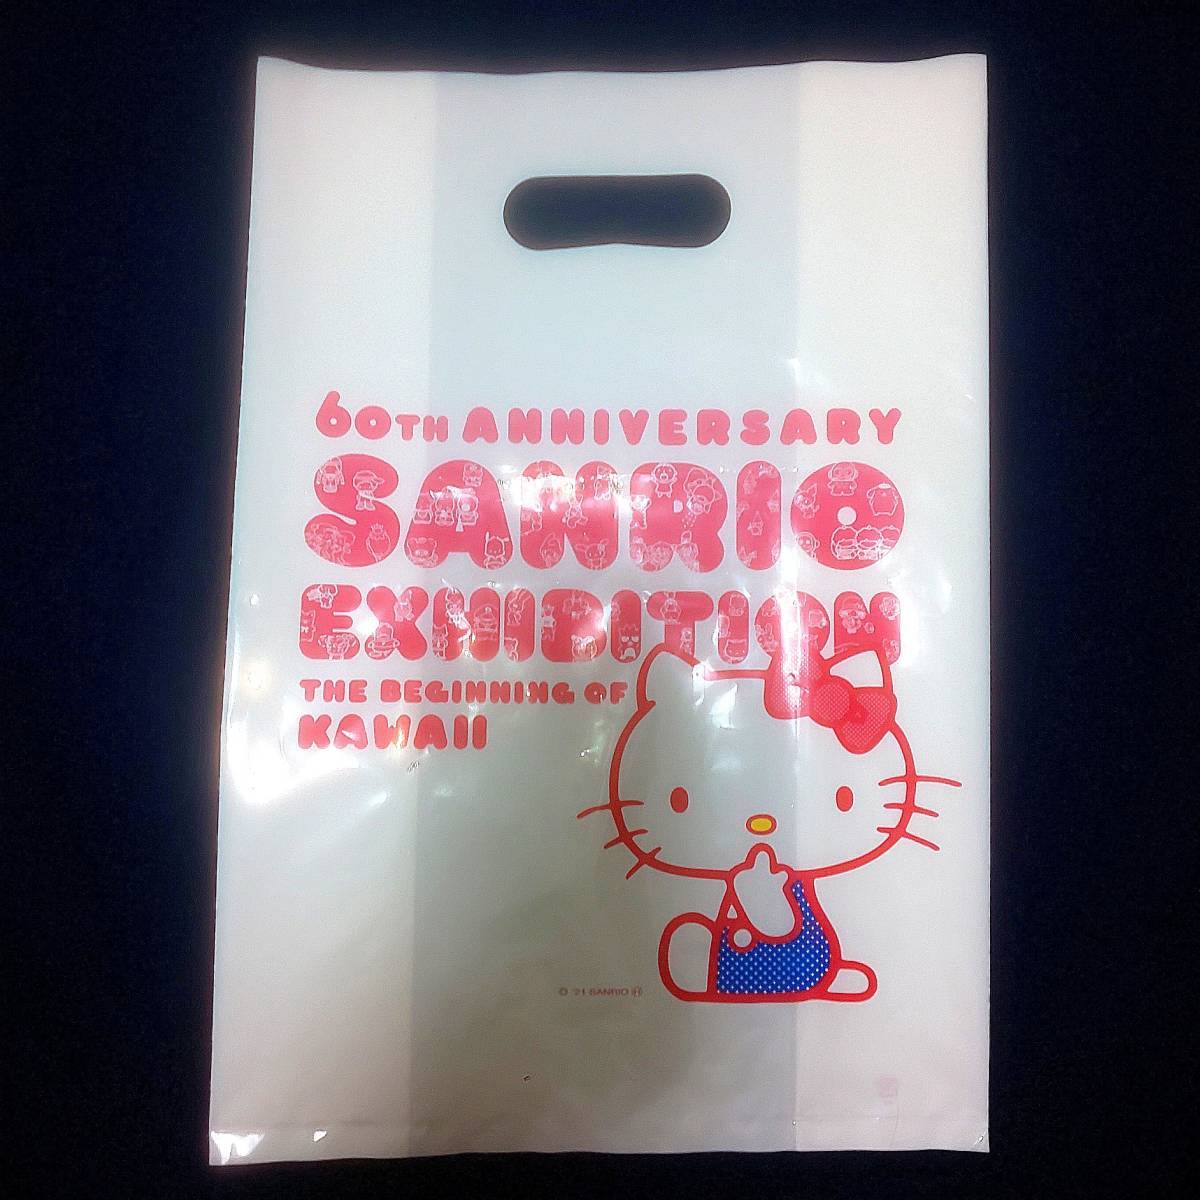 60TH ANNIVERSARY
SANRIO
EXHIBITION
THE BEGINNING OF
KAWAII
© '21 SANRIO Ⓗ